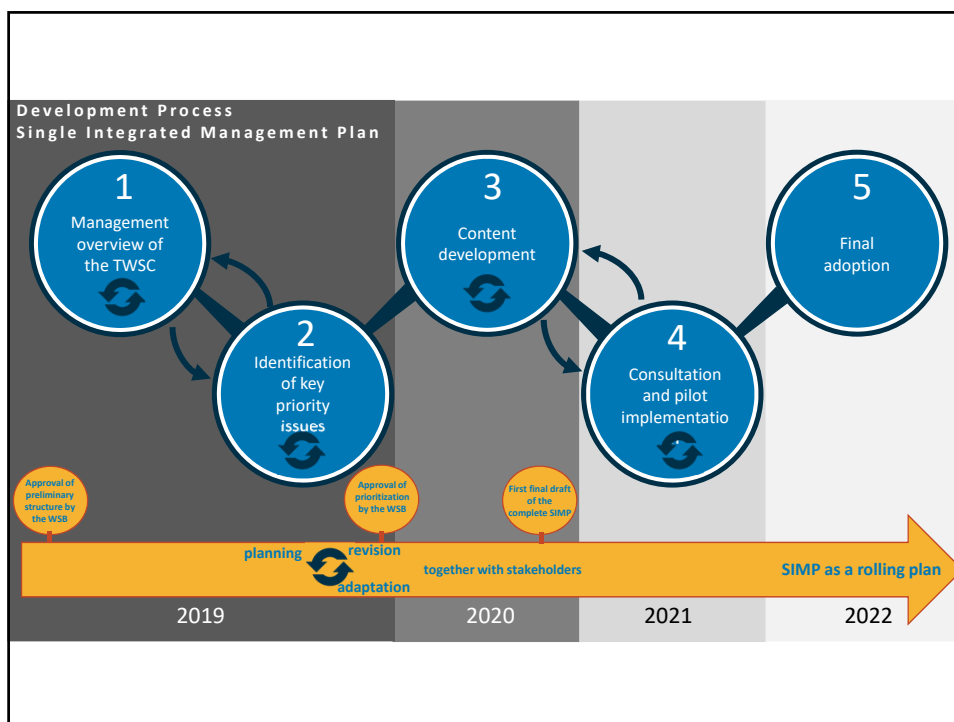 Development Process
Single Integrated Management Plan
1
Management
overview of
the TWSC
2
Identification
of key
priority
issues
3
Content
development
4
Consultation
and pilot
implementatio
5
Final
adoption
Approval of
preliminary
structure by
the WSB
Approval of
prioritization
by the WSB
First final draft
of the
complete SIMP
planning
revision
adaptation
together with stakeholders
SIMP as a rolling plan
2019
2020
2021
2022